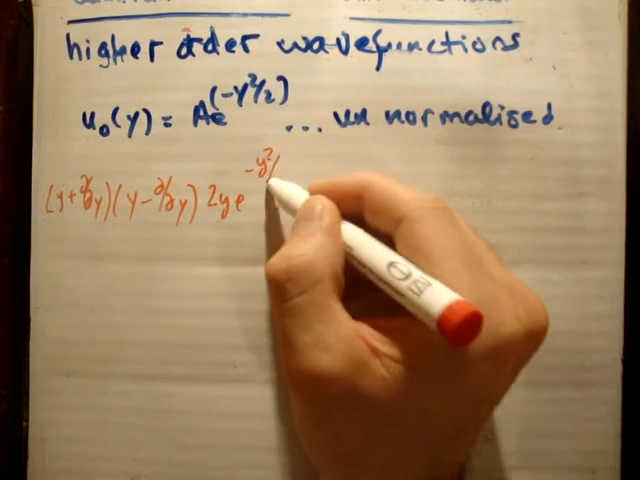 higher order wavefunctions
u₀(y) = Ae^(-y²/2) ... un normalised
(y+∂/∂y)(y-∂/∂y) 2ye^-y²/